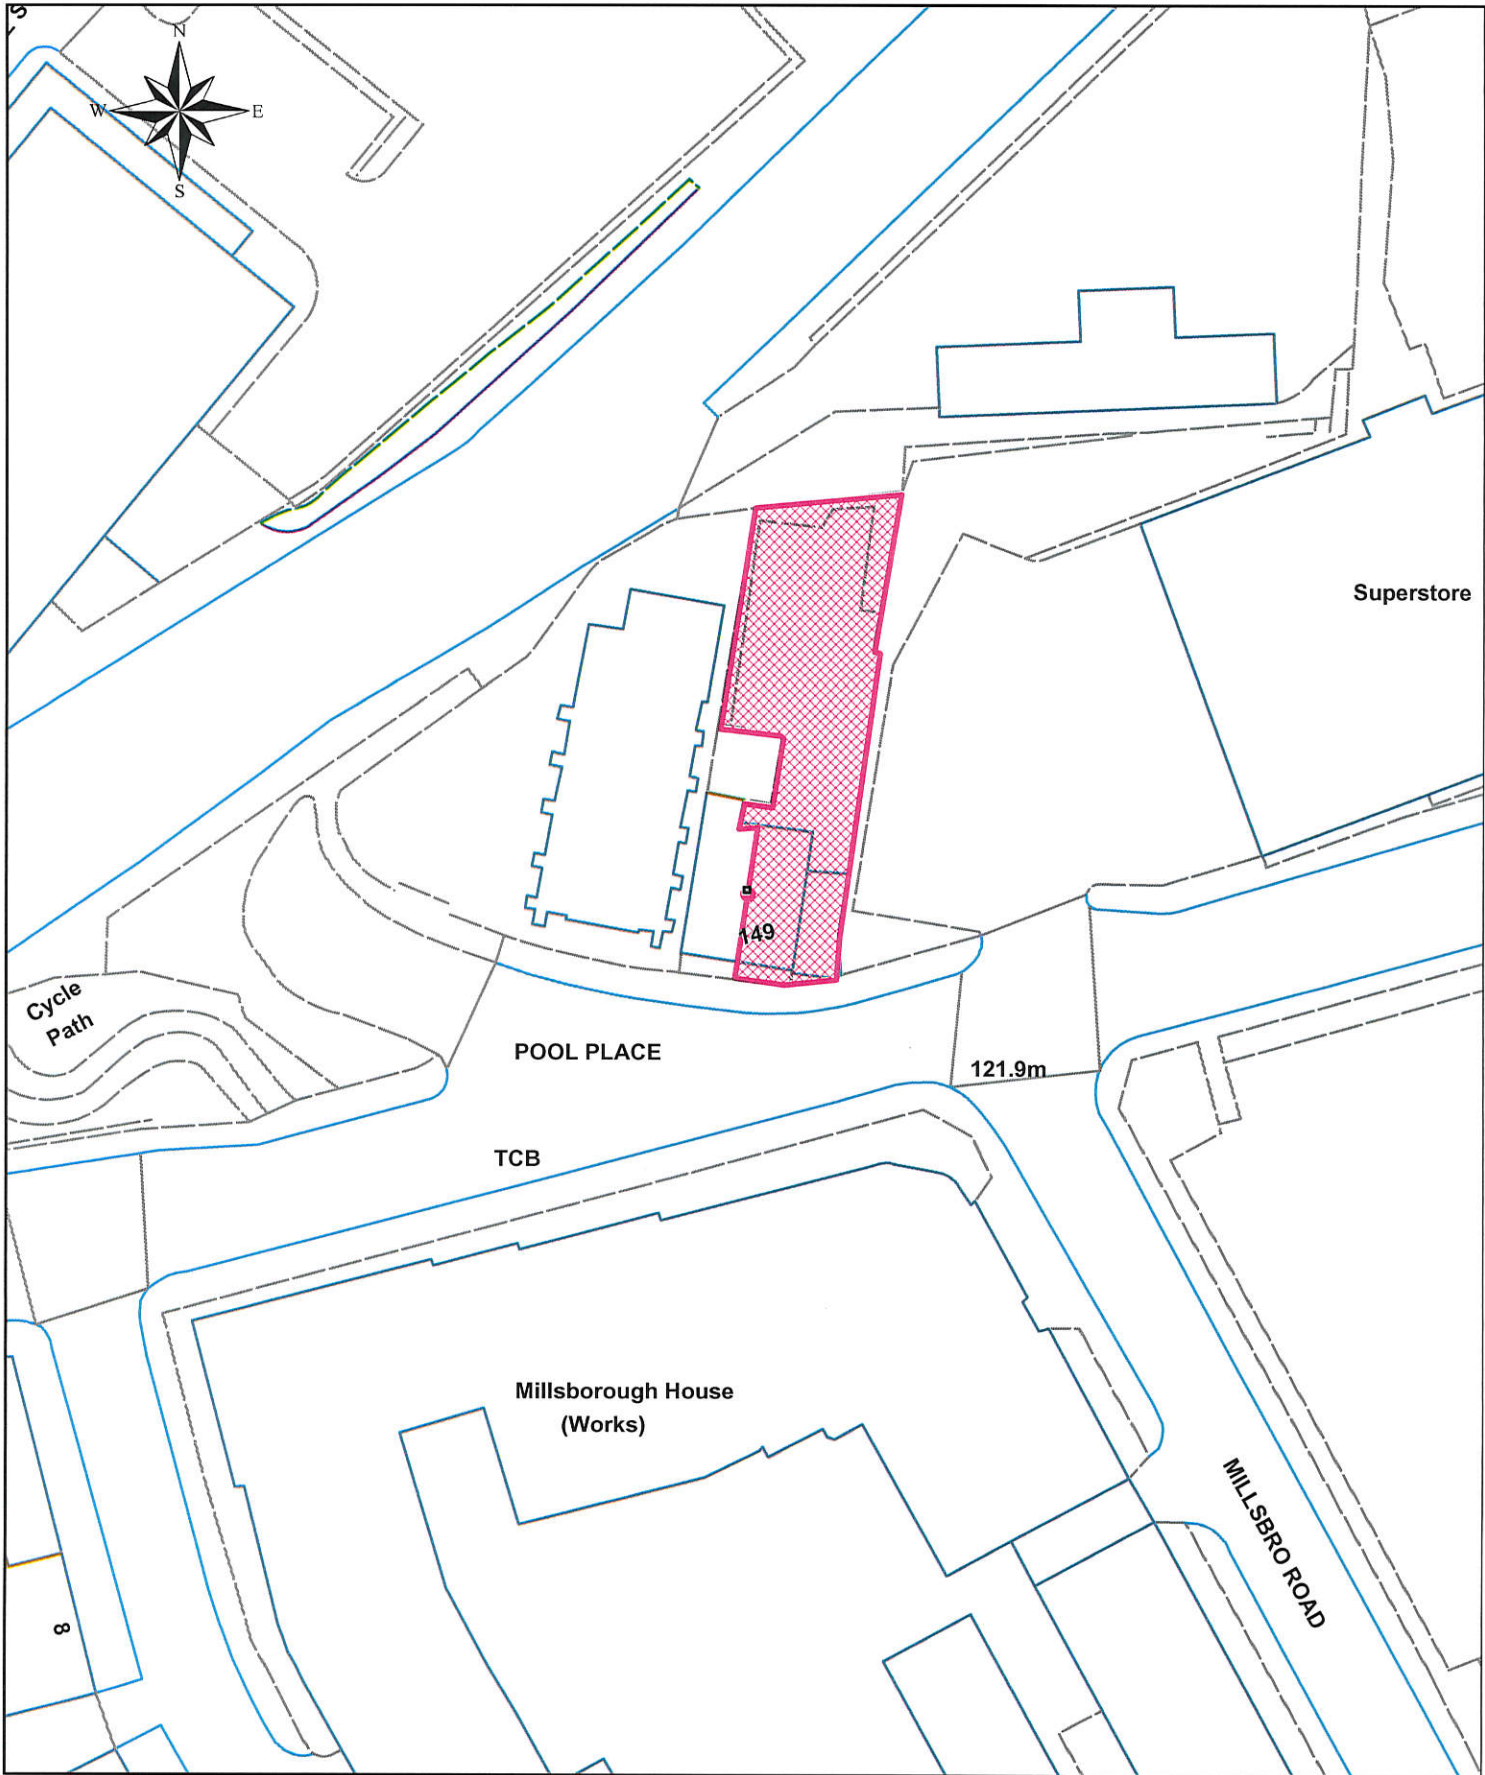 N
W
E
S
Superstore
149
Cycle
Path
POOL PLACE
121.9m
TCB
Millsborough House
(Works)
MILLSBRO ROAD
8